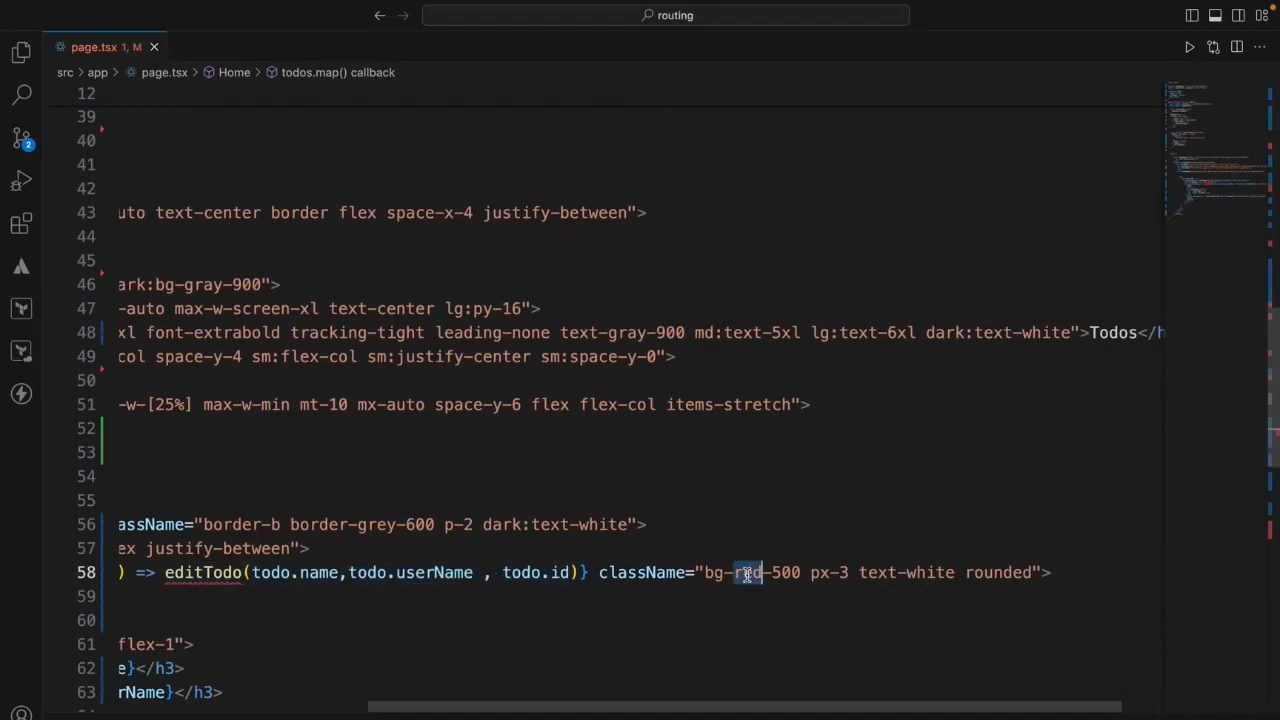 routing
page.tsx 1, M
src > app > page.tsx > Home > todos.map() callback
12
39
40
41
42
43 uto text-center border flex space-x-4 justify-between">
44
45
46 ark:bg-gray-900">
47 -auto max-w-screen-xl text-center lg:py-16">
48 xl font-extrabold tracking-tight leading-none text-gray-900 md:text-5xl lg:text-6xl dark:text-white">Todos</h
49 col space-y-4 sm:flex-col sm:justify-center sm:space-y-0">
50
51 -w-[25%] max-w-min mt-10 mx-auto space-y-6 flex flex-col items-stretch">
52
53
54
55
56 assName="border-b border-grey-600 p-2 dark:text-white">
57 ex justify-between">
58 ) => editTodo(todo.name,todo.userName , todo.id)} className="bg-red-500 px-3 text-white rounded">
59
60
61 flex-1">
62 e}</h3>
63 rName}</h3>
2